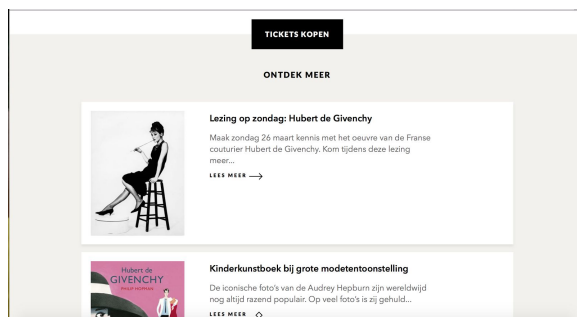 TICKETS KOPEN
ONTDEK MEER
Lezing op zondag: Hubert de Givenchy
Maak zondag 26 maart kennis met het oeuvre van de Franse
couturier Hubert de Givenchy. Kom tijdens deze lezing
meer...
LEES MEER
Hubert de
GIVENCHY
PHILIP HOPMAN
Kinderkunstboek bij grote modetentoonstelling
De iconische foto's van de Audrey Hepburn zijn wereldwijd
nog altijd razend populair. Op veel foto's is zij gehuld...
LEES MEER